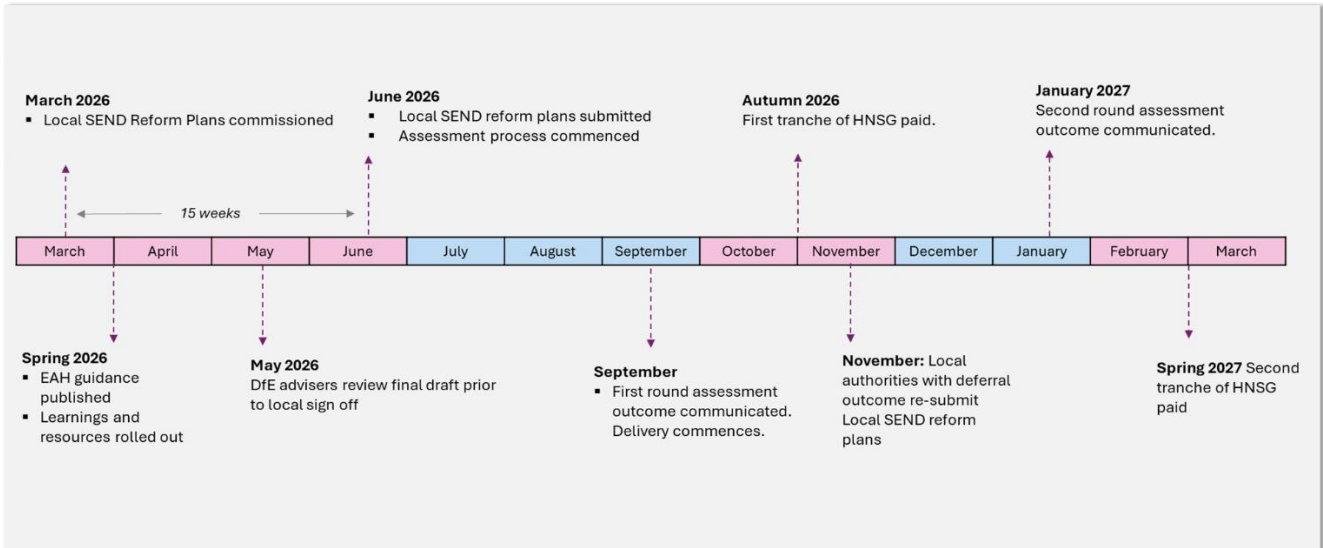 March 2026
▪ Local SEND Reform Plans commissioned
June 2026
▪ Local SEND reform plans submitted
▪ Assessment process commenced
Autumn 2026
First tranche of HNSG paid.
January 2027
Second round assessment
outcome communicated.
15 weeks
March April May June July August September October November December January February March
Spring 2026
▪ EAH guidance
published
▪ Learnings and
resources rolled out
May 2026
DfE advisers review final draft prior
to local sign off
September
▪ First round assessment
outcome communicated.
Delivery commences.
November: Local
authorities with deferral
outcome re-submit
Local SEND reform
plans
Spring 2027 Second
tranche of HNSG
paid